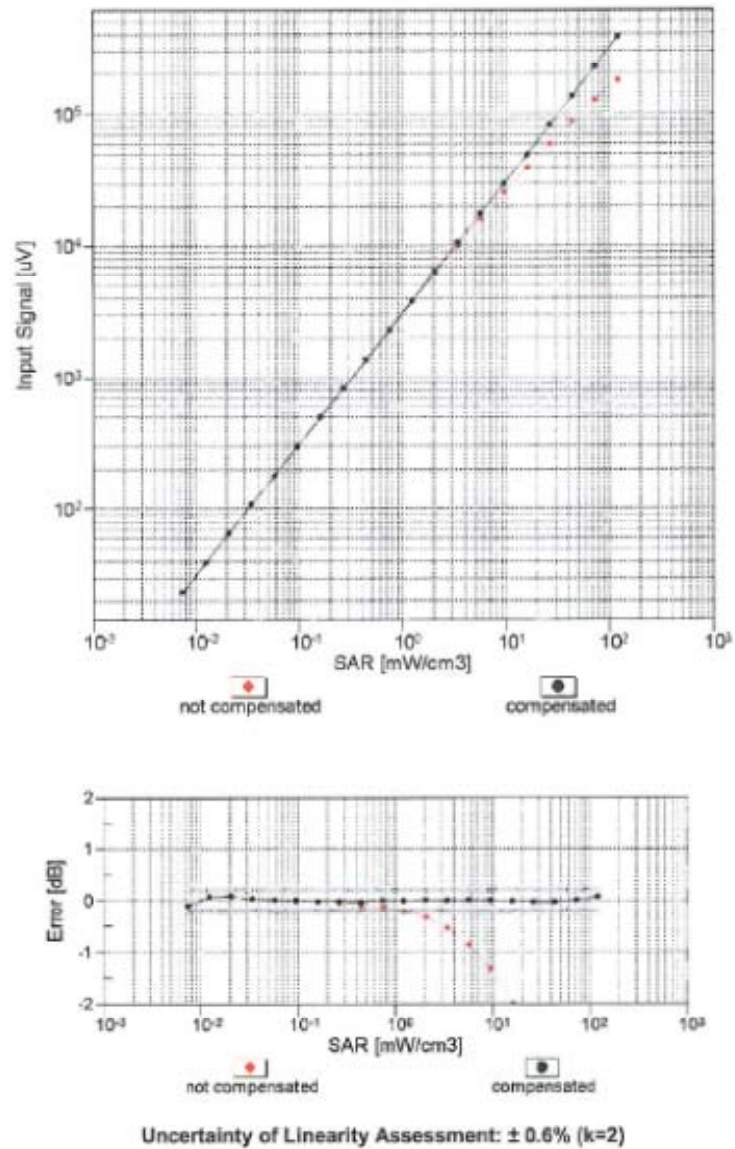 Input Signal [uV]
10⁵
10⁴
10³
10²
10⁻³ 10⁻² 10⁻¹ 10⁰ 10¹ 10² 10³
SAR [mW/cm3]
not compensated compensated
Error [dB]
2
1
0
-1
-2
10⁻³ 10⁻² 10⁻¹ 10⁰ 10¹ 10² 10³
SAR [mW/cm3]
not compensated compensated
Uncertainty of Linearity Assessment: ± 0.6% (k=2)